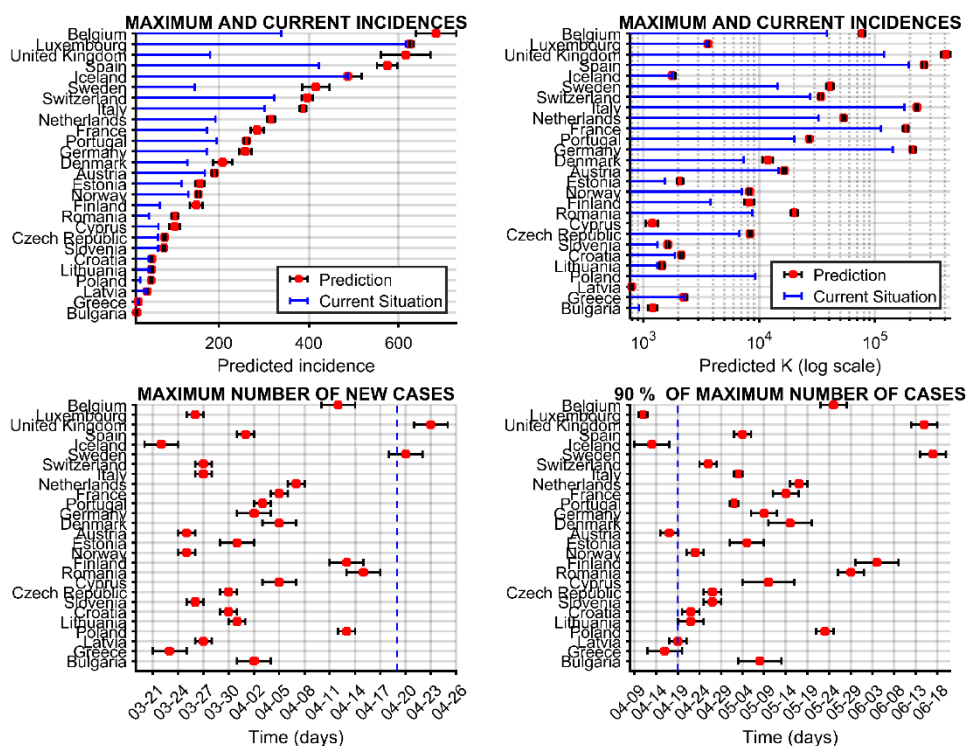 MAXIMUM AND CURRENT INCIDENCES
Belgium
Luxembourg
United Kingdom
Spain
Iceland
Sweden
Switzerland
Italy
Netherlands
France
Portugal
Germany
Denmark
Austria
Estonia
Norway
Finland
Romania
Cyprus
Czech Republic
Slovenia
Croatia
Lithuania
Poland
Latvia
Greece
Bulgaria
Prediction
Current Situation
200 400 600
Predicted incidence
MAXIMUM AND CURRENT INCIDENCES
Belgium
Luxembourg
United Kingdom
Spain
Iceland
Sweden
Switzerland
Italy
Netherlands
France
Portugal
Germany
Denmark
Austria
Estonia
Norway
Finland
Romania
Cyprus
Czech Republic
Slovenia
Croatia
Lithuania
Poland
Latvia
Greece
Bulgaria
Prediction
Current Situation
10³ 10⁴ 10⁵
Predicted K (log scale)
MAXIMUM NUMBER OF NEW CASES
Belgium
Luxembourg
United Kingdom
Spain
Iceland
Sweden
Switzerland
Italy
Netherlands
France
Portugal
Germany
Denmark
Austria
Estonia
Norway
Finland
Romania
Cyprus
Czech Republic
Slovenia
Croatia
Lithuania
Poland
Latvia
Greece
Bulgaria
03-21 03-24 03-27 03-30 04-02 04-05 04-08 04-11 04-14 04-17 04-20 04-23 04-26
Time (days)
90 % OF MAXIMUM NUMBER OF CASES
Belgium
Luxembourg
United Kingdom
Spain
Iceland
Sweden
Switzerland
Italy
Netherlands
France
Portugal
Germany
Denmark
Austria
Estonia
Norway
Finland
Romania
Cyprus
Czech Republic
Slovenia
Croatia
Lithuania
Poland
Latvia
Greece
Bulgaria
04-09 04-14 04-19 04-24 04-29 05-04 05-09 05-14 05-19 05-24 05-28 06-03 06-08 06-13 06-18
Time (days)